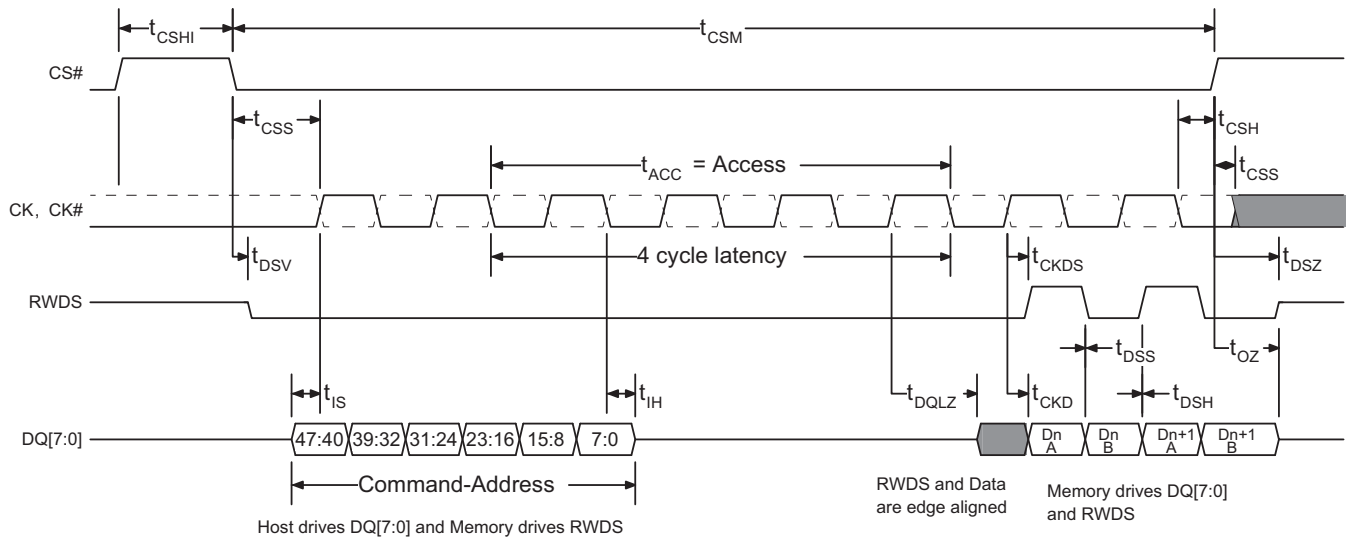 tCSHI
tCSM
CS#
tCSS
tCSH
tACC = Access
tCSS
CK, CK#
tDSV
4 cycle latency
tCKDS
tDSZ
RWDS
tDSS
tOZ
tIS
tIH
tDQLZ
tCKD
tDSH
DQ[7:0]
47:40 39:32 31:24 23:16 15:8 7:0
Dn A
Dn B
Dn+1 A
Dn+1 B
Command-Address
RWDS and Data
are edge aligned
Memory drives DQ[7:0]
and RWDS
Host drives DQ[7:0] and Memory drives RWDS